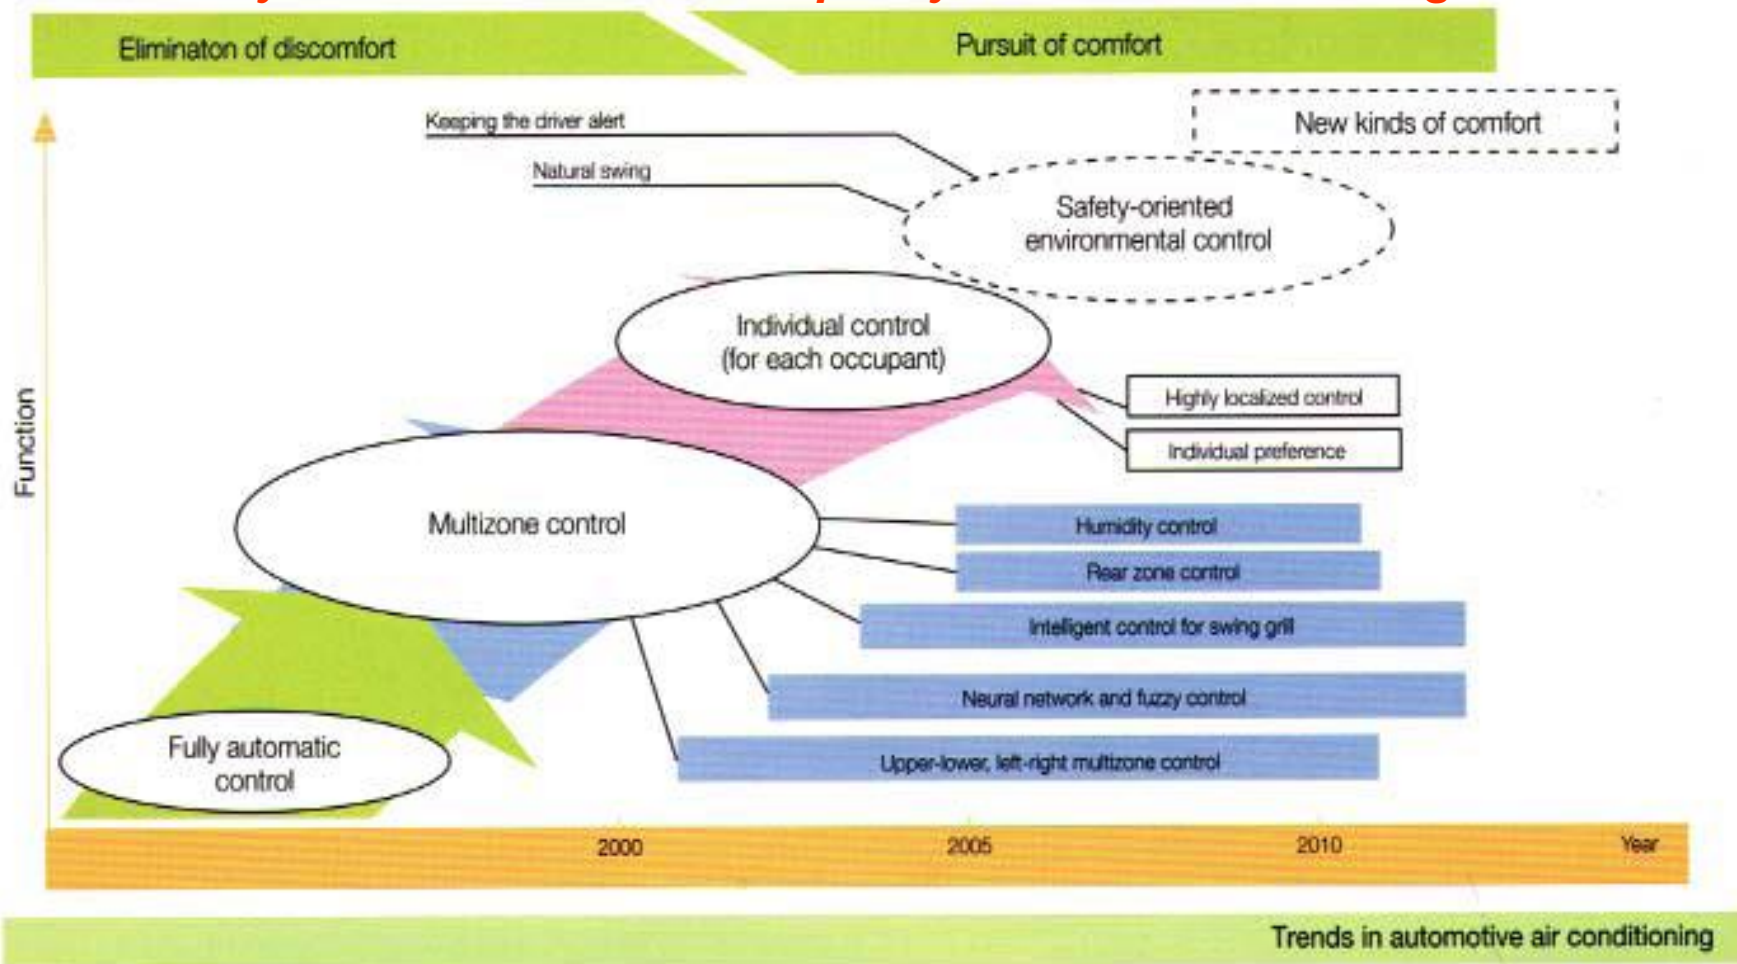 Eliminaton of discomfort
Pursuit of comfort
Keeping the driver alert
New kinds of comfort
Natural swing
Safety-oriented
environmental control
Individual control
(for each occupant)
Highly localized control
Individual preference
Function
Multizone control
Humidity control
Rear zone control
Intelligent control for swing grill
Neural network and fuzzy control
Fully automatic
control
Upper-lower, left-right multizone control
2000
2005
2010
Year
Trends in automotive air conditioning